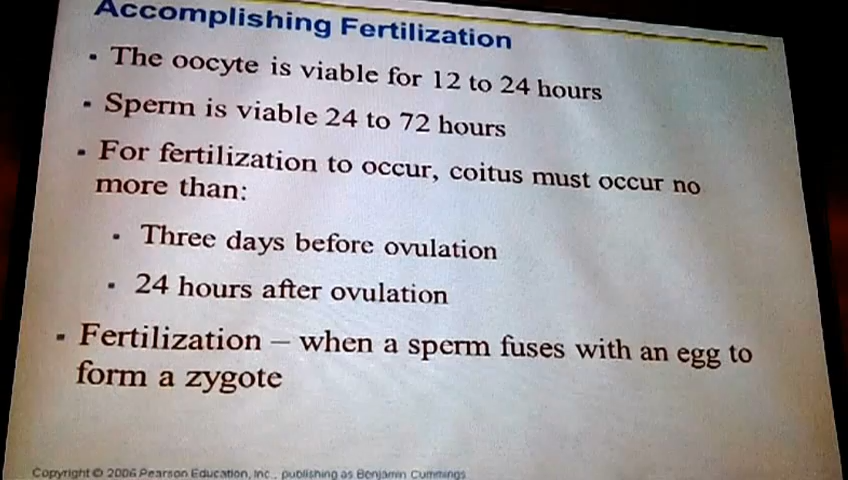 Accomplishing Fertilization
▪ The oocyte is viable for 12 to 24 hours
▪ Sperm is viable 24 to 72 hours
▪ For fertilization to occur, coitus must occur no
more than:
▪ Three days before ovulation
▪ 24 hours after ovulation
▪ Fertilization – when a sperm fuses with an egg to
form a zygote
Copyright © 2006 Pearson Education, Inc., publishing as Benjamin Cummings